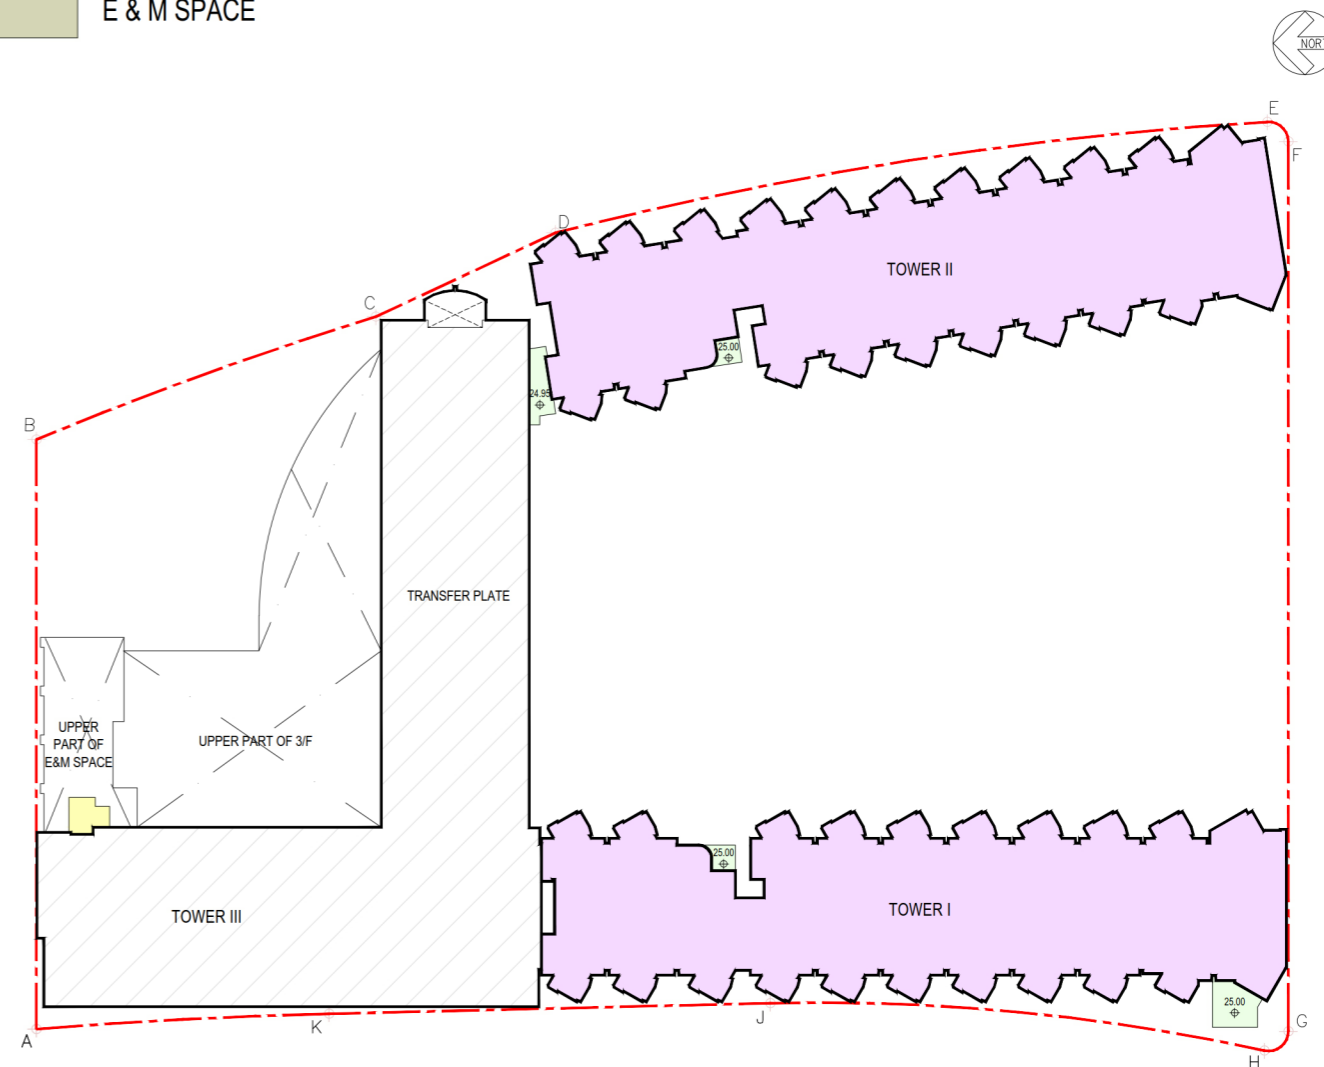 E & M SPACE
NOR
E
F
D
TOWER II
C
25.00
24.95
B
TRANSFER PLATE
UPPER
PART OF
E&M SPACE
UPPER PART OF 3/F
25.00
TOWER III
TOWER I
25.00
J
K
G
A
H